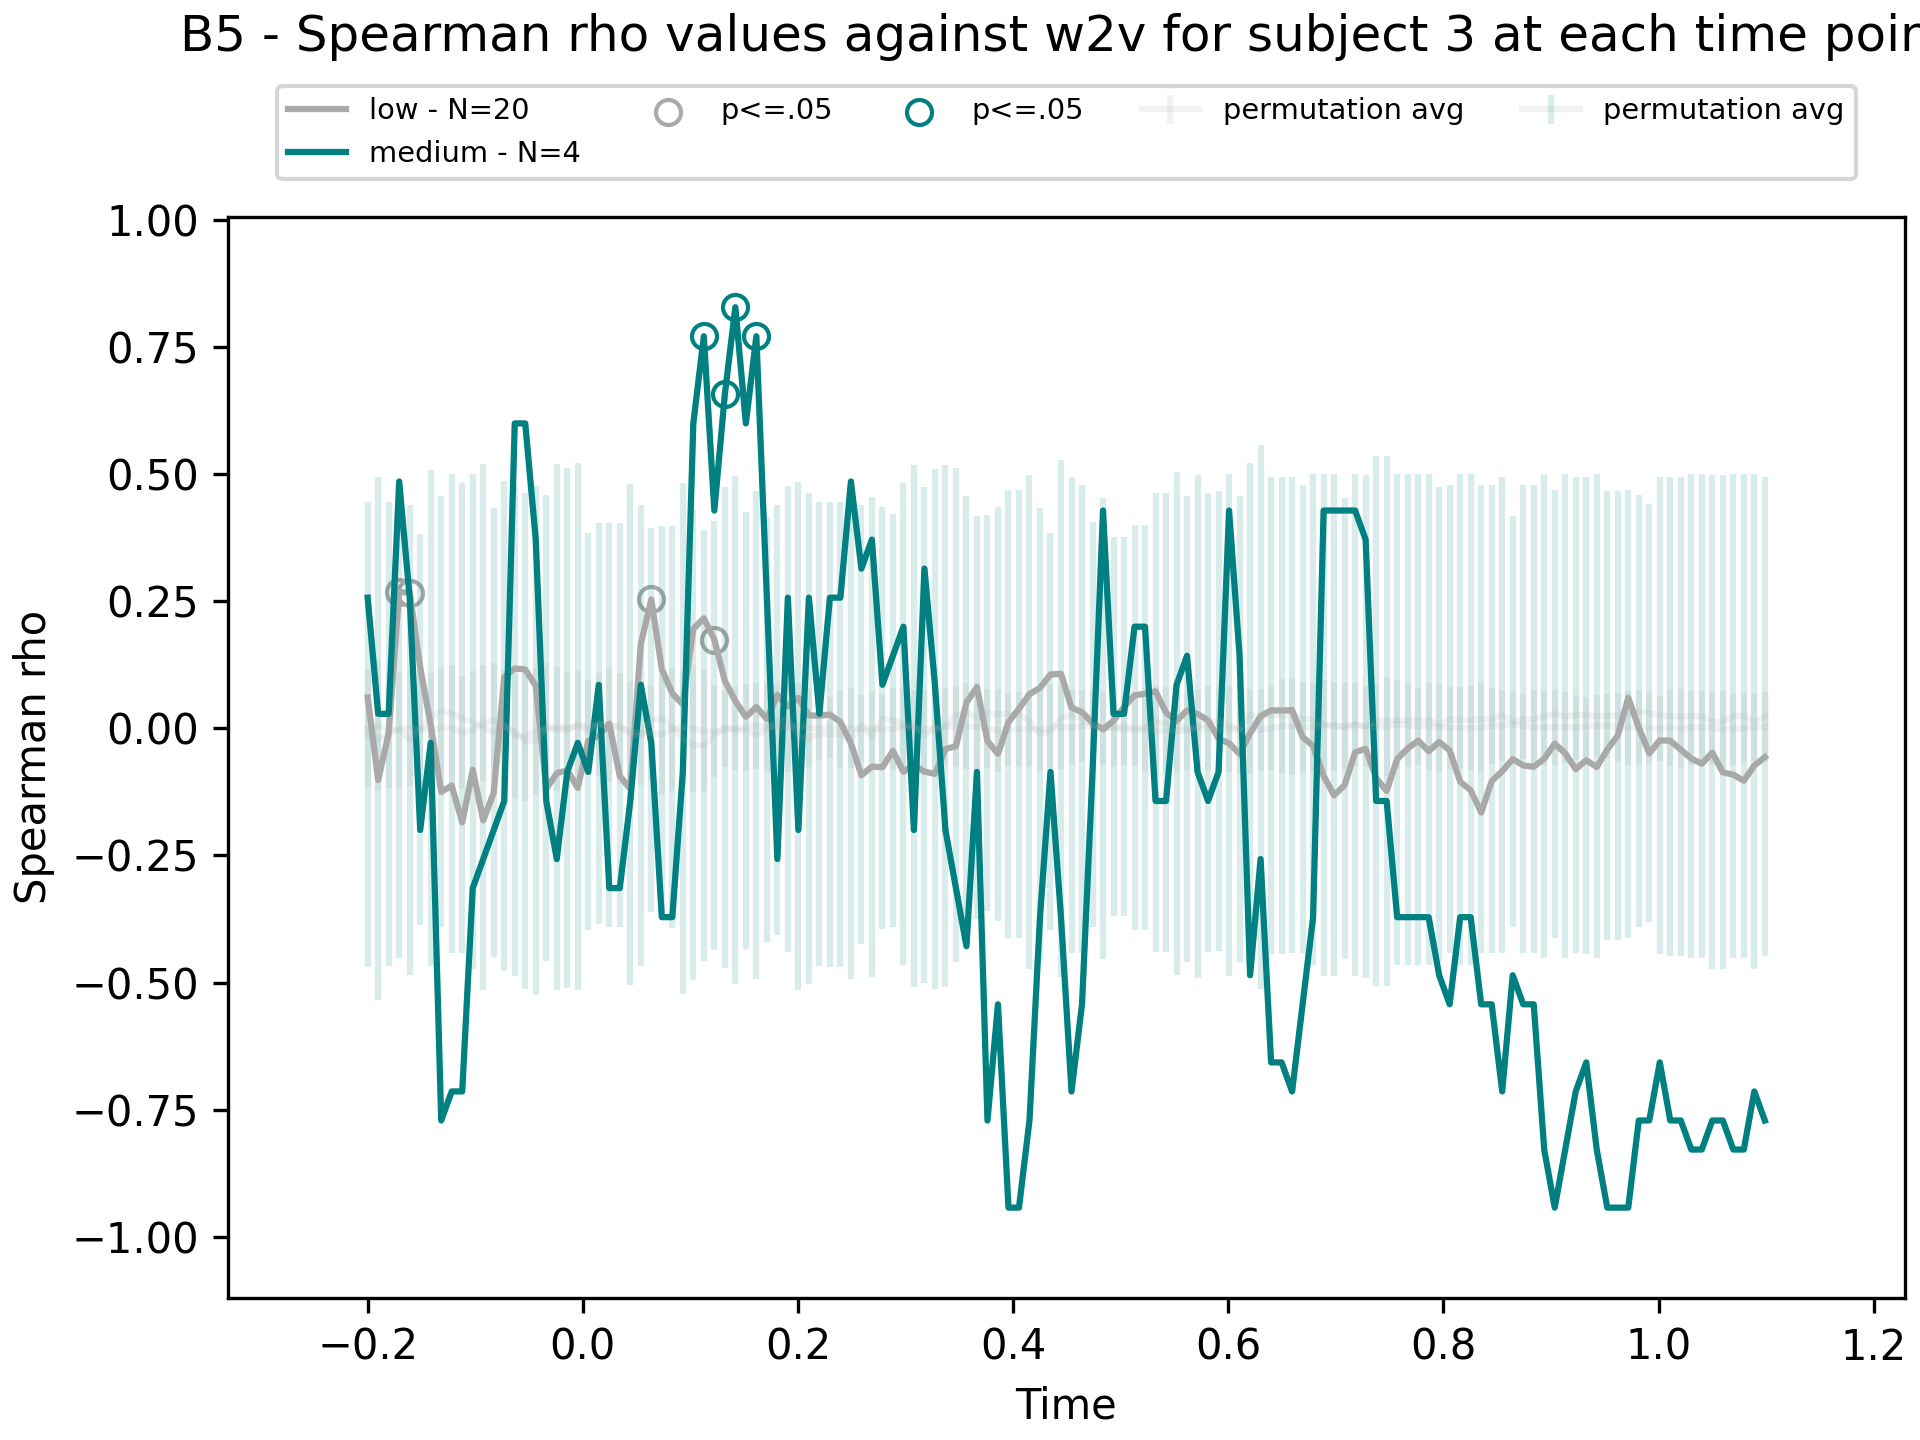 B5 - Spearman rho values against w2v for subject 3 at each time poin
low - N=20
medium - N=4
p<=.05
p<=.05
permutation avg
permutation avg
1.00
0.75
0.50
0.25
0.00
−0.25
−0.50
−0.75
−1.00
Spearman rho
−0.2 0.0 0.2 0.4 0.6 0.8 1.0 1.2
Time